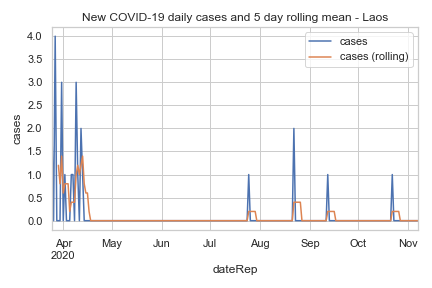 New COVID-19 daily cases and 5 day rolling mean - Laos
cases
cases (rolling)
4.0
3.5
3.0
2.5
2.0
1.5
1.0
0.5
0.0
cases
Apr
2020
May
Jun
Jul
Aug
Sep
Oct
Nov
dateRep